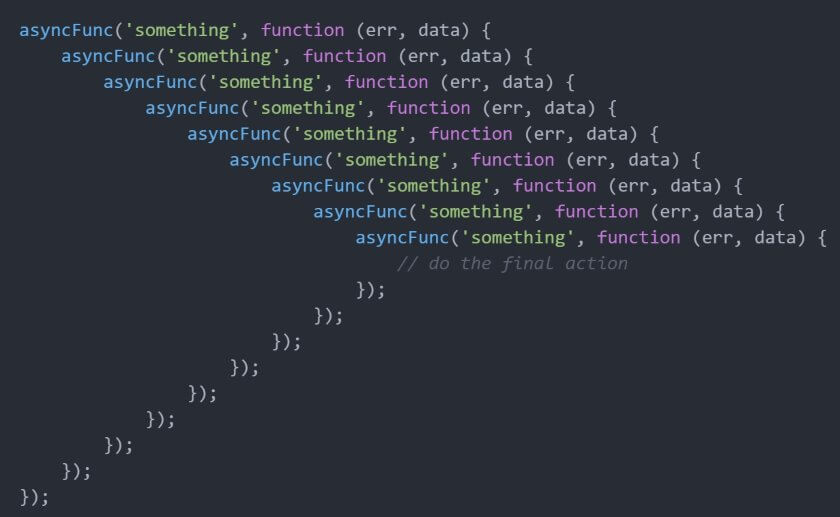 asyncFunc('something', function (err, data) {
    asyncFunc('something', function (err, data) {
        asyncFunc('something', function (err, data) {
            asyncFunc('something', function (err, data) {
                asyncFunc('something', function (err, data) {
                    asyncFunc('something', function (err, data) {
                        asyncFunc('something', function (err, data) {
                            asyncFunc('something', function (err, data) {
                                asyncFunc('something', function (err, data) {
                                    // do the final action
                                });
                            });
                        });
                    });
                });
            });
        });
    });
});